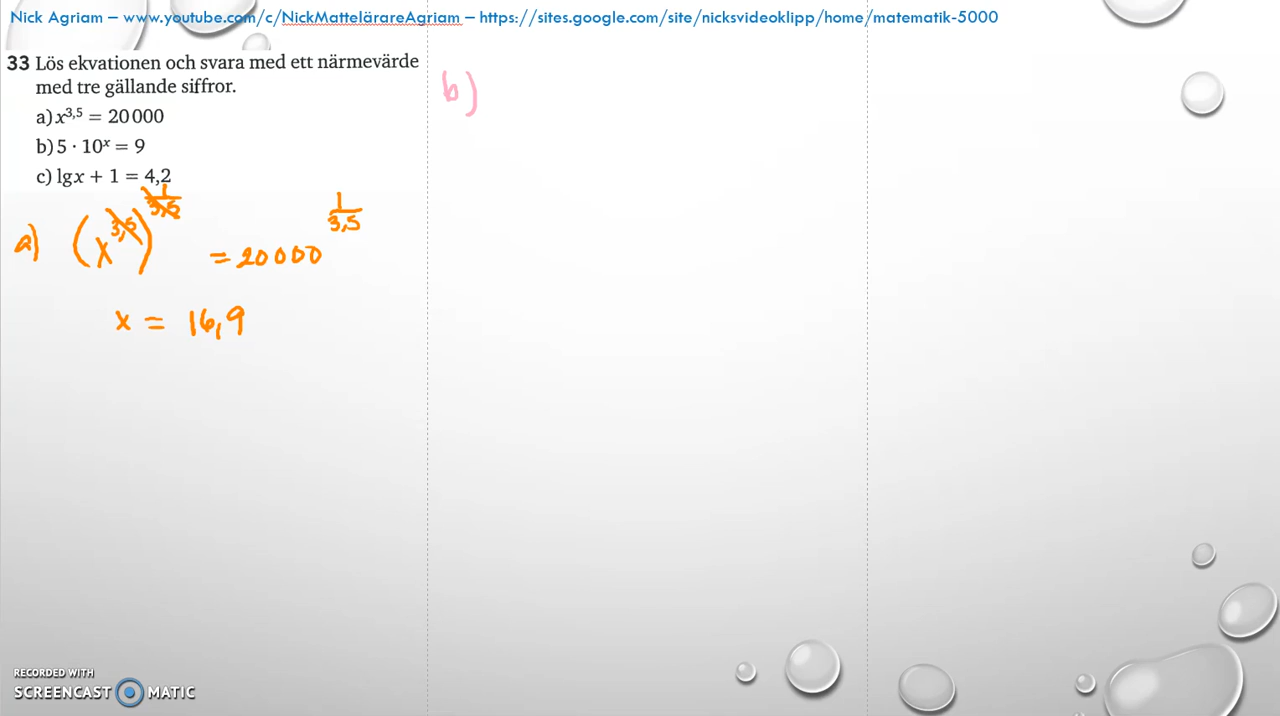 Nick Agriam – www.youtube.com/c/NickMattelärareAgriam – https://sites.google.com/site/nicksvideoklipp/home/matematik-5000
33 Lös ekvationen och svara med ett närmevärde
med tre gällande siffror.
a) x^3,5 = 20 000
b) 5 · 10^x = 9
c) lg x + 1 = 4,2
a) (x^3,5)^1/3,5 = 20000^1/3,5
x = 16,9
b)
RECORDED WITH
SCREENCAST MATIC